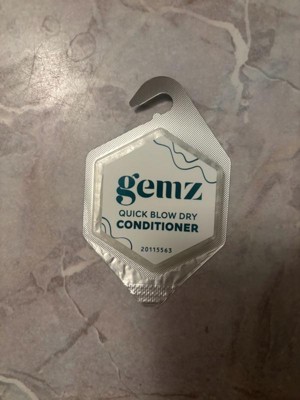 gemz
QUICK BLOW DRY
CONDITIONER
20115563